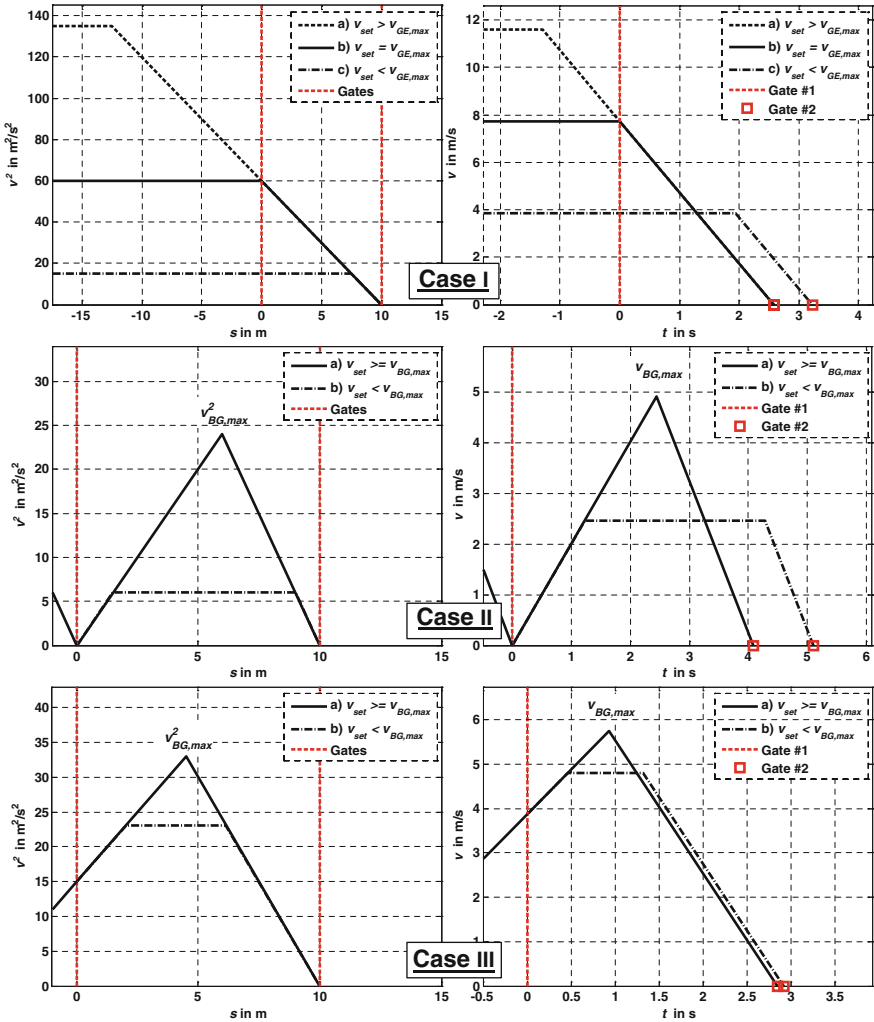 140
120
100
80
60
40
20
0
v² in m²/s²
-15
-10
-5
0
5
10
15
s in m
a) v_set > v_GE,max
b) v_set = v_GE,max
c) v_set < v_GE,max
Gates
12
10
8
6
4
2
0
v in m/s
-2
-1
0
1
2
3
4
t in s
a) v_set > v_GE,max
b) v_set = v_GE,max
c) v_set < v_GE,max
Gate #1
Gate #2
Case I
30
25
20
15
10
5
0
v² in m²/s²
0
5
10
15
s in m
v²_BG,max
a) v_set >= v_BG,max
b) v_set < v_BG,max
Gates
5
4
3
2
1
0
v in m/s
0
1
2
3
4
5
6
t in s
v_BG,max
a) v_set >= v_BG,max
b) v_set < v_BG,max
Gate #1
Gate #2
Case II
40
35
30
25
20
15
10
5
0
v² in m²/s²
0
5
10
15
s in m
v²_BG,max
a) v_set >= v_BG,max
b) v_set < v_BG,max
Gates
6
5
4
3
2
1
0
v in m/s
-0.5
0
0.5
1
1.5
2
2.5
3
3.5
t in s
v_BG,max
a) v_set >= v_BG,max
b) v_set < v_BG,max
Gate #1
Gate #2
Case III